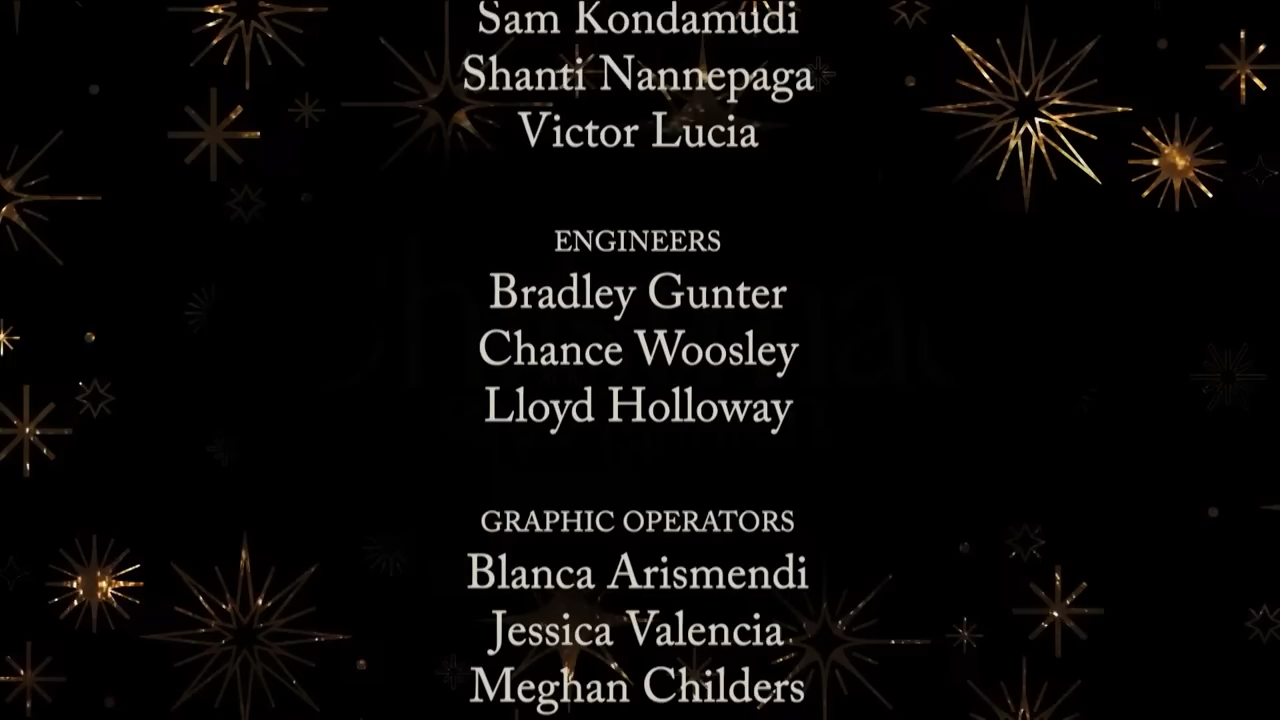 Sam Kondamudi
Shanti Nannepaga
Victor Lucia
ENGINEERS
Bradley Gunter
Chance Woosley
Lloyd Holloway
GRAPHIC OPERATORS
Blanca Arismendi
Jessica Valencia
Meghan Childers